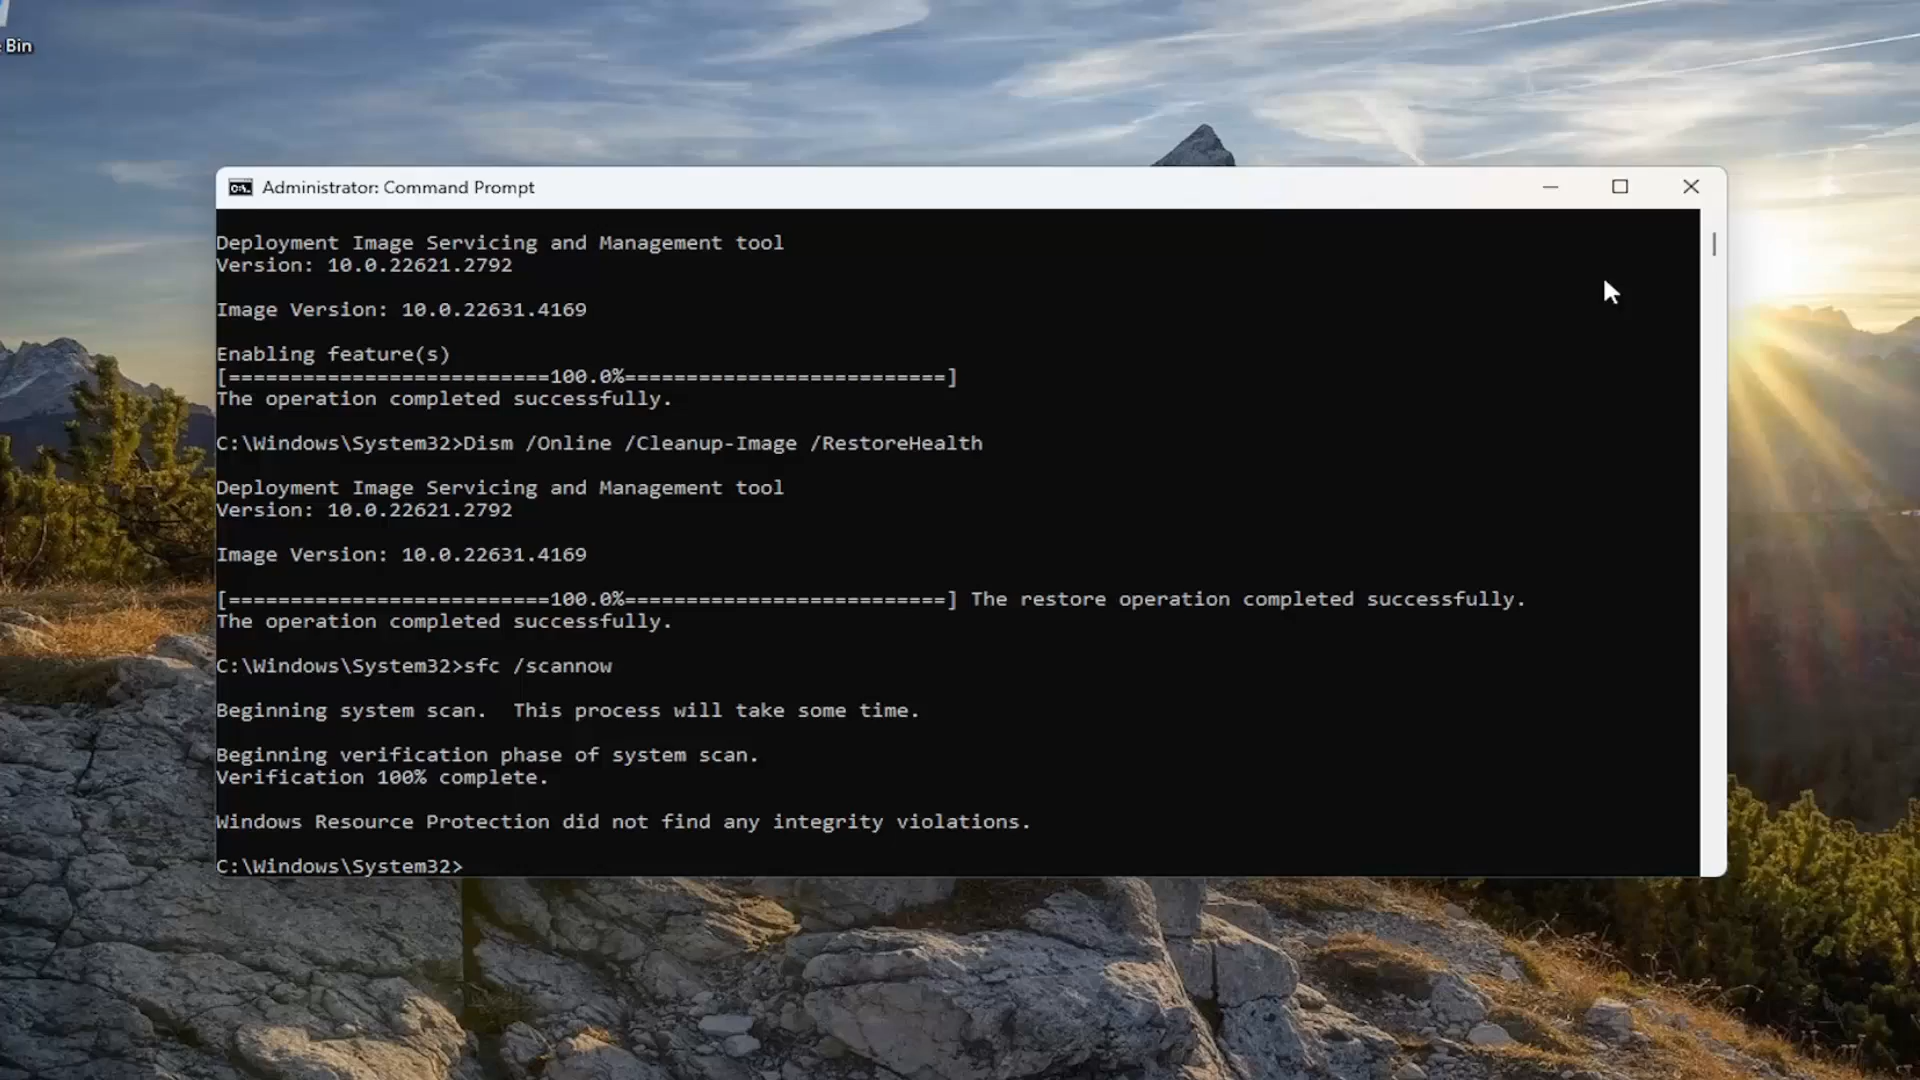 Bin
Administrator: Command Prompt
Deployment Image Servicing and Management tool
Version: 10.0.22621.2792
Image Version: 10.0.22631.4169
Enabling feature(s)
[==========================100.0%==========================]
The operation completed successfully.
C:\Windows\System32>Dism /Online /Cleanup-Image /RestoreHealth
Deployment Image Servicing and Management tool
Version: 10.0.22621.2792
Image Version: 10.0.22631.4169
[==========================100.0%==========================] The restore operation completed successfully.
The operation completed successfully.
C:\Windows\System32>sfc /scannow
Beginning system scan.  This process will take some time.
Beginning verification phase of system scan.
Verification 100% complete.
Windows Resource Protection did not find any integrity violations.
C:\Windows\System32>